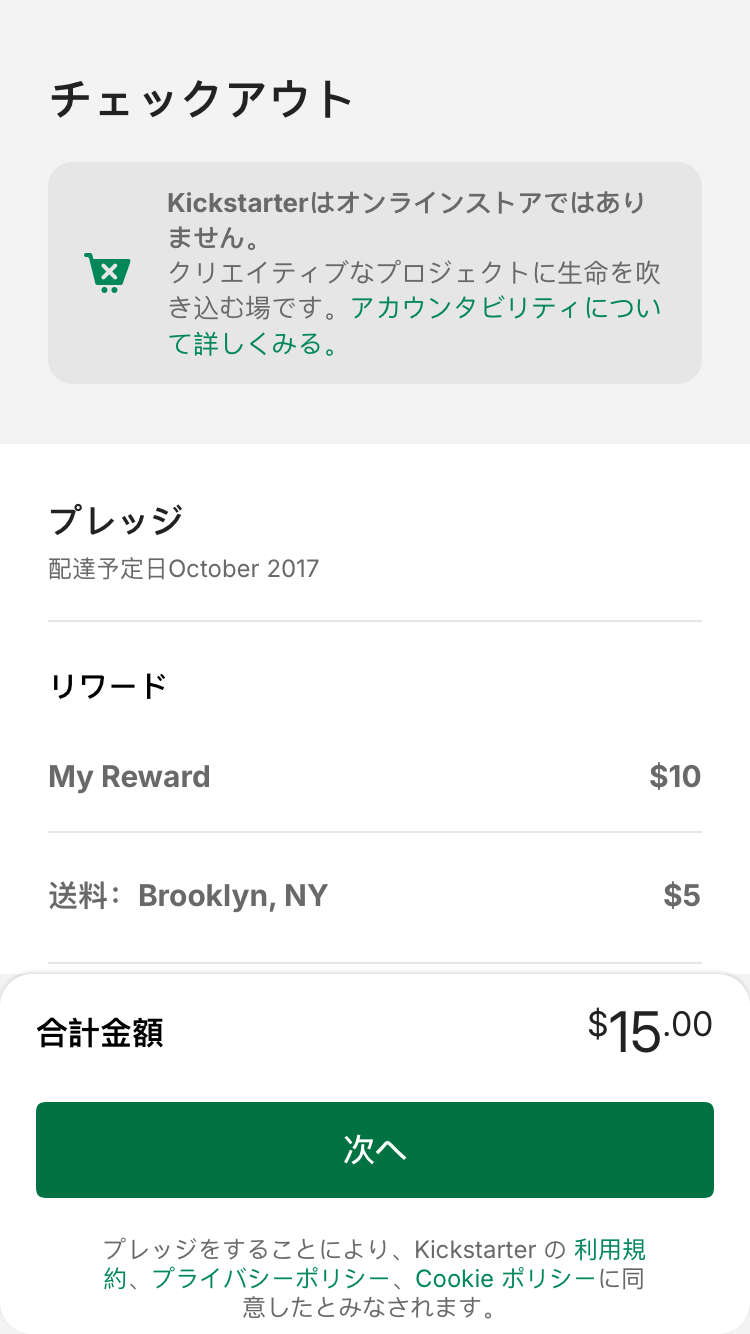 チェックアウト
Kickstarterはオンラインストアではあり
ません。
クリエイティブなプロジェクトに生命を吹
き込む場です。アカウンタビリティについ
て詳しくみる。
プレッジ
配達予定日October 2017
リワード
My Reward $10
送料：Brooklyn, NY $5
合計金額 $15.00
次へ
プレッジをすることにより、Kickstarter の 利用規
約、プライバシーポリシー、Cookie ポリシーに同
意したとみなされます。